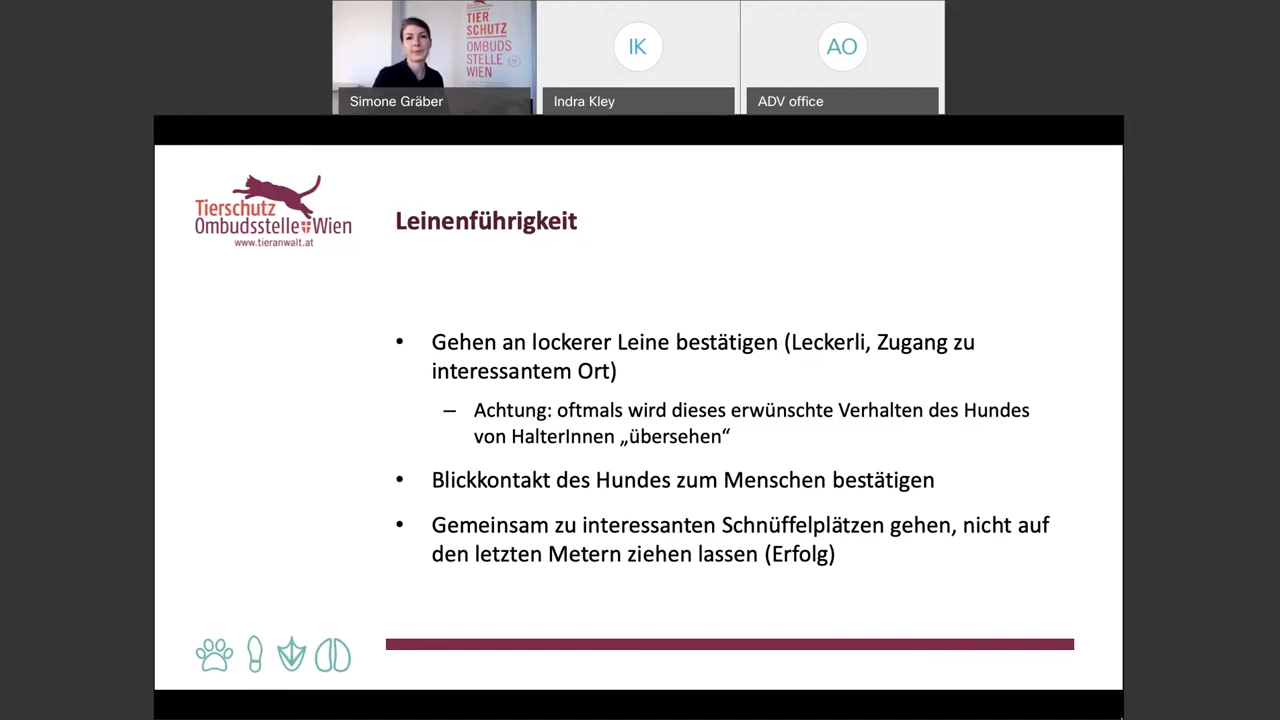 TIER
SCHUTZ
OMBUDS
STELLE
WIEN
IK
AO
Simone Gräber
Indra Kley
ADV office
Tierschutz
Ombudsstelle Wien
www.tieranwalt.at
Leinenführigkeit
• Gehen an lockerer Leine bestätigen (Leckerli, Zugang zu
interessantem Ort)
– Achtung: oftmals wird dieses erwünschte Verhalten des Hundes
von HalterInnen „übersehen“
• Blickkontakt des Hundes zum Menschen bestätigen
• Gemeinsam zu interessanten Schnüffelplätzen gehen, nicht auf
den letzten Metern ziehen lassen (Erfolg)